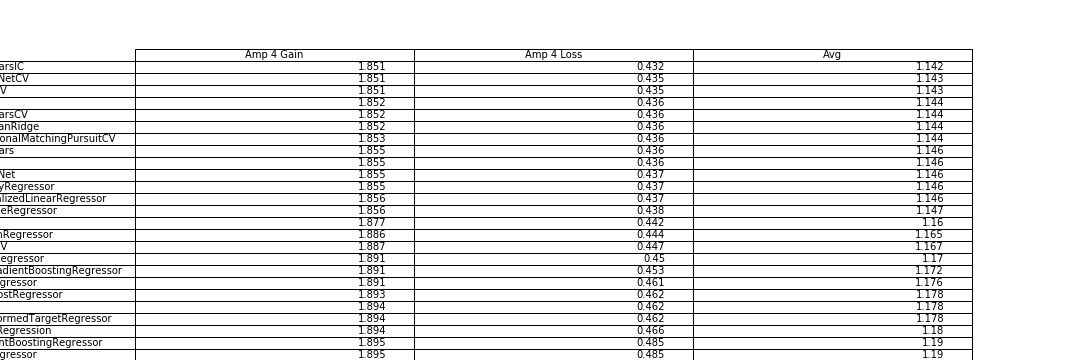 Amp 4 Gain Amp 4 Loss Avg
arsIC 1.851 0.432 1.142
NetCV 1.851 0.435 1.143
V 1.851 0.435 1.143
1.852 0.436 1.144
arsCV 1.852 0.436 1.144
anRidge 1.852 0.436 1.144
onalMatchingPursuitCV 1.853 0.436 1.144
ars 1.855 0.436 1.146
1.855 0.436 1.146
Net 1.855 0.437 1.146
yRegressor 1.855 0.437 1.146
alizedLinearRegressor 1.856 0.437 1.146
eRegressor 1.856 0.438 1.147
1.877 0.442 1.16
nRegressor 1.886 0.444 1.165
V 1.887 0.447 1.167
egressor 1.891 0.45 1.17
adientBoostingRegressor 1.891 0.453 1.172
gressor 1.891 0.461 1.176
ostRegressor 1.893 0.462 1.178
1.894 0.462 1.178
ormedTargetRegressor 1.894 0.462 1.178
Regression 1.894 0.466 1.18
ntBoostingRegressor 1.895 0.485 1.19
gressor 1.895 0.485 1.19